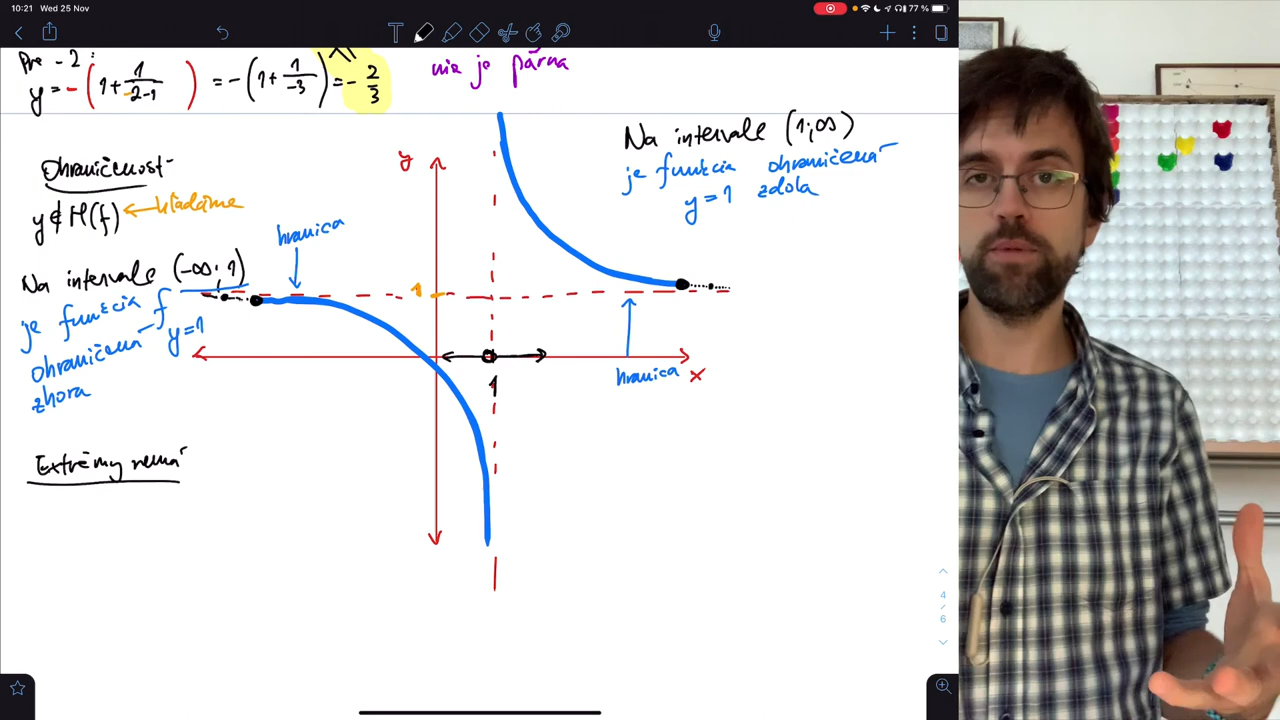 10:21 Wed 25 Nov
77 %
Pre -2 :
y = -(1+ 1/-2-1) = -(1+ 1/-3) = - 2/3
nie je párna
Ohraničenosť
y ∉ H(f) ← hľadáme
Na intervale (-∞; 1)
je funkcia f
ohraničená y=1
zhora
hranica
y
1
1
x
hranica
Na intervale (1;∞)
je funkcia ohraničená
y = 1 zdola
Extrémy nemá
4
/
6